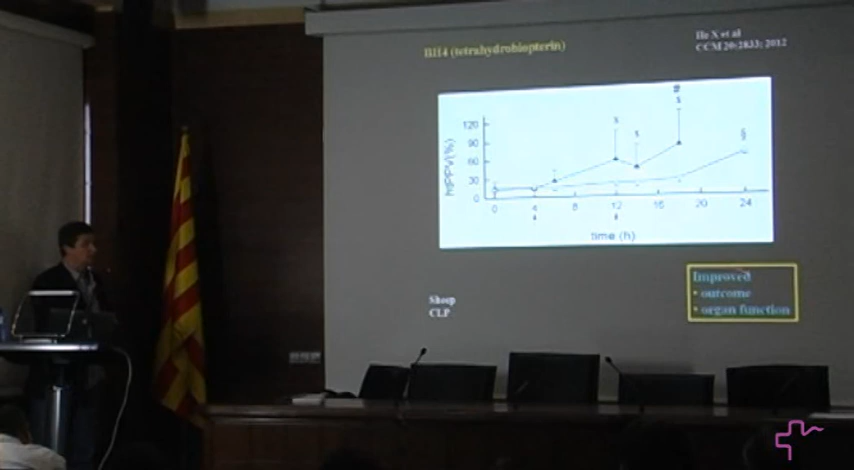 BH4 (tetrahydrobiopterin)
He X et al
CCM 20:2833; 2012
#
$
$
$
§
120
90
60
30
0
0
4
8
12
16
20
24
time (h)
Sheep
CLP
Improved
• outcome
• organ function